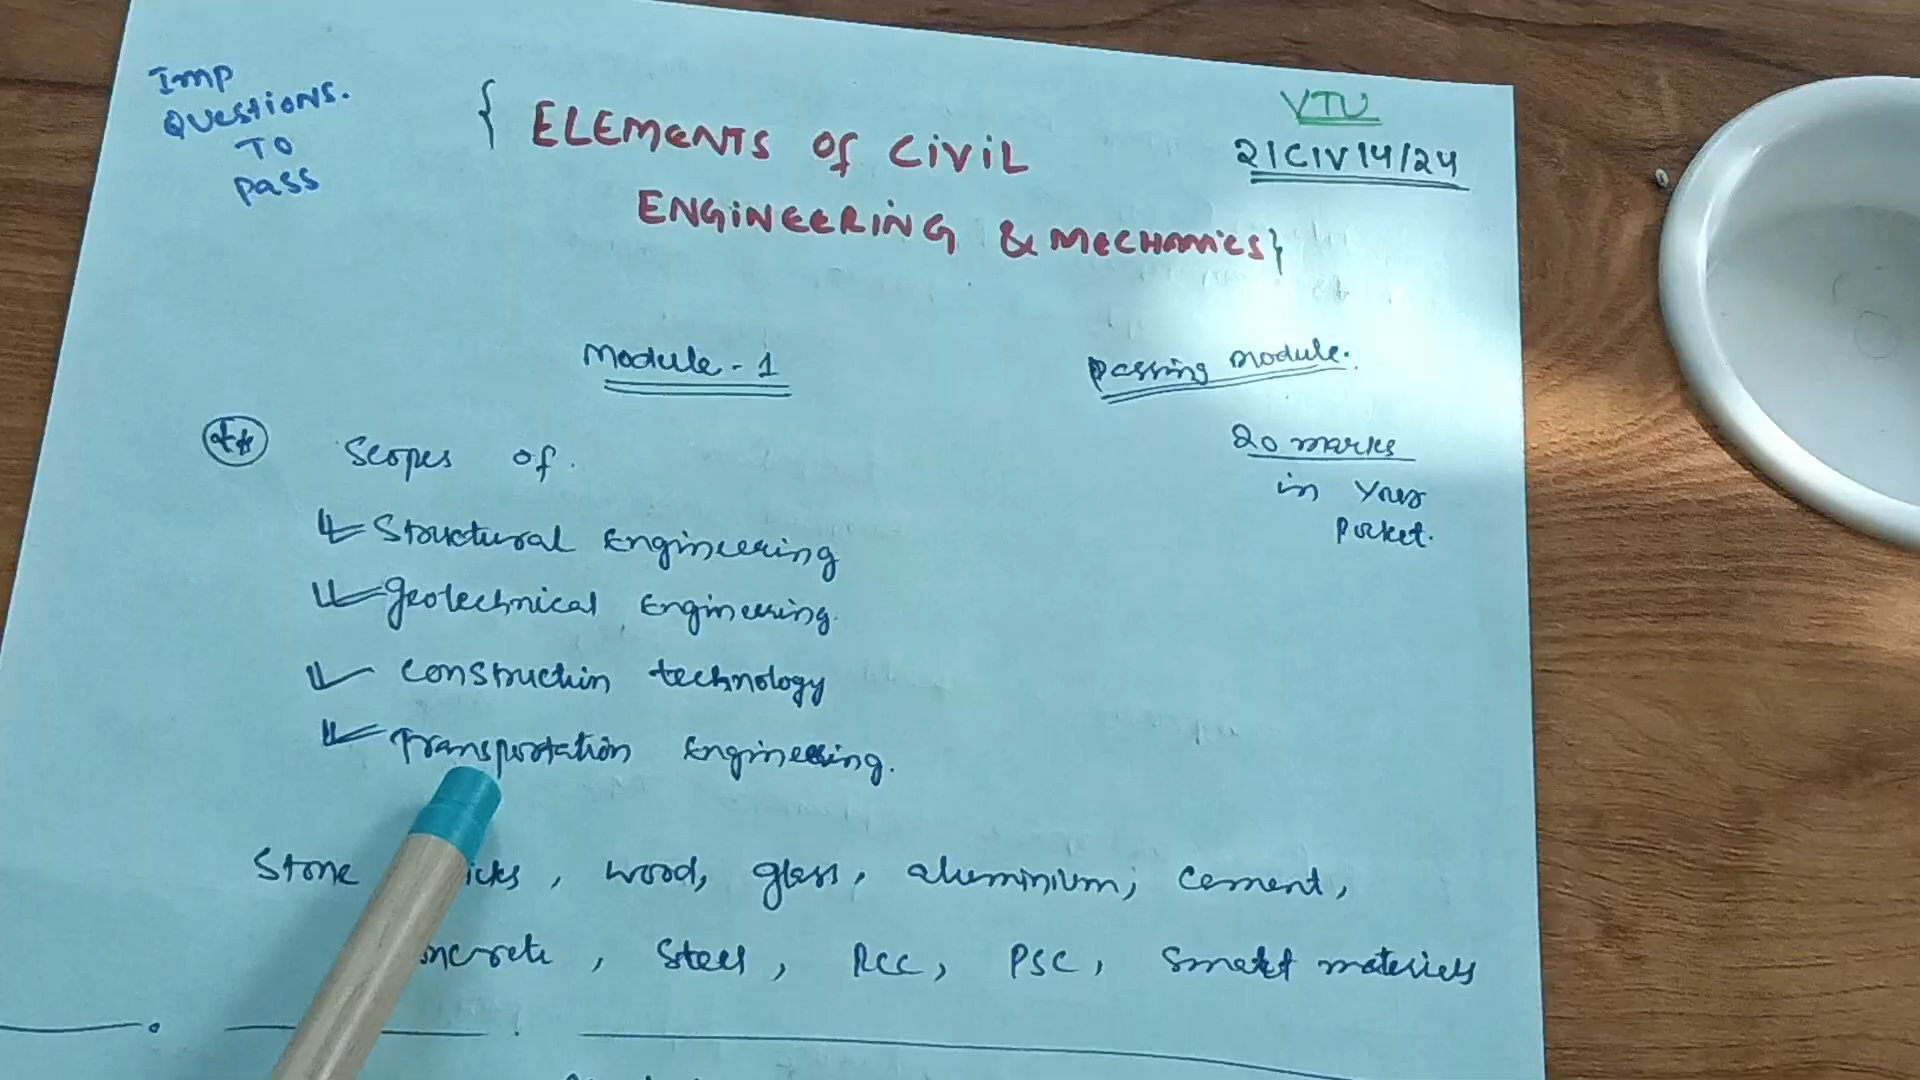 Imp
Questions.
To
pass
{ ELEMENTS of CiViL
ENGiNEERiNG & MECHANiCS}
VTU
21CIV14/24
Module - 1
passing module.
20 marks
in your
pocket.
** Scopes of.
Structural Engineering
Geotechnical Engineering.
Construction technology
Transportation Engineering.
Stone , wood, glass, aluminium, cement,
, Steel, RCC, PSC, Smart materials